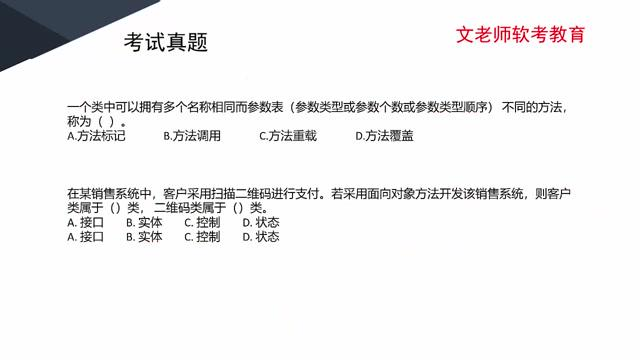 考试真题
文老师软考教育
一个类中可以拥有多个名称相同而参数表（参数类型或参数个数或参数类型顺序） 不同的方法，
称为（ ）。
A.方法标记 B.方法调用 C.方法重载 D.方法覆盖
在某销售系统中，客户采用扫描二维码进行支付。若采用面向对象方法开发该销售系统，则客户
类属于（）类， 二维码类属于（）类。
A. 接口 B. 实体 C. 控制 D. 状态
A. 接口 B. 实体 C. 控制 D. 状态